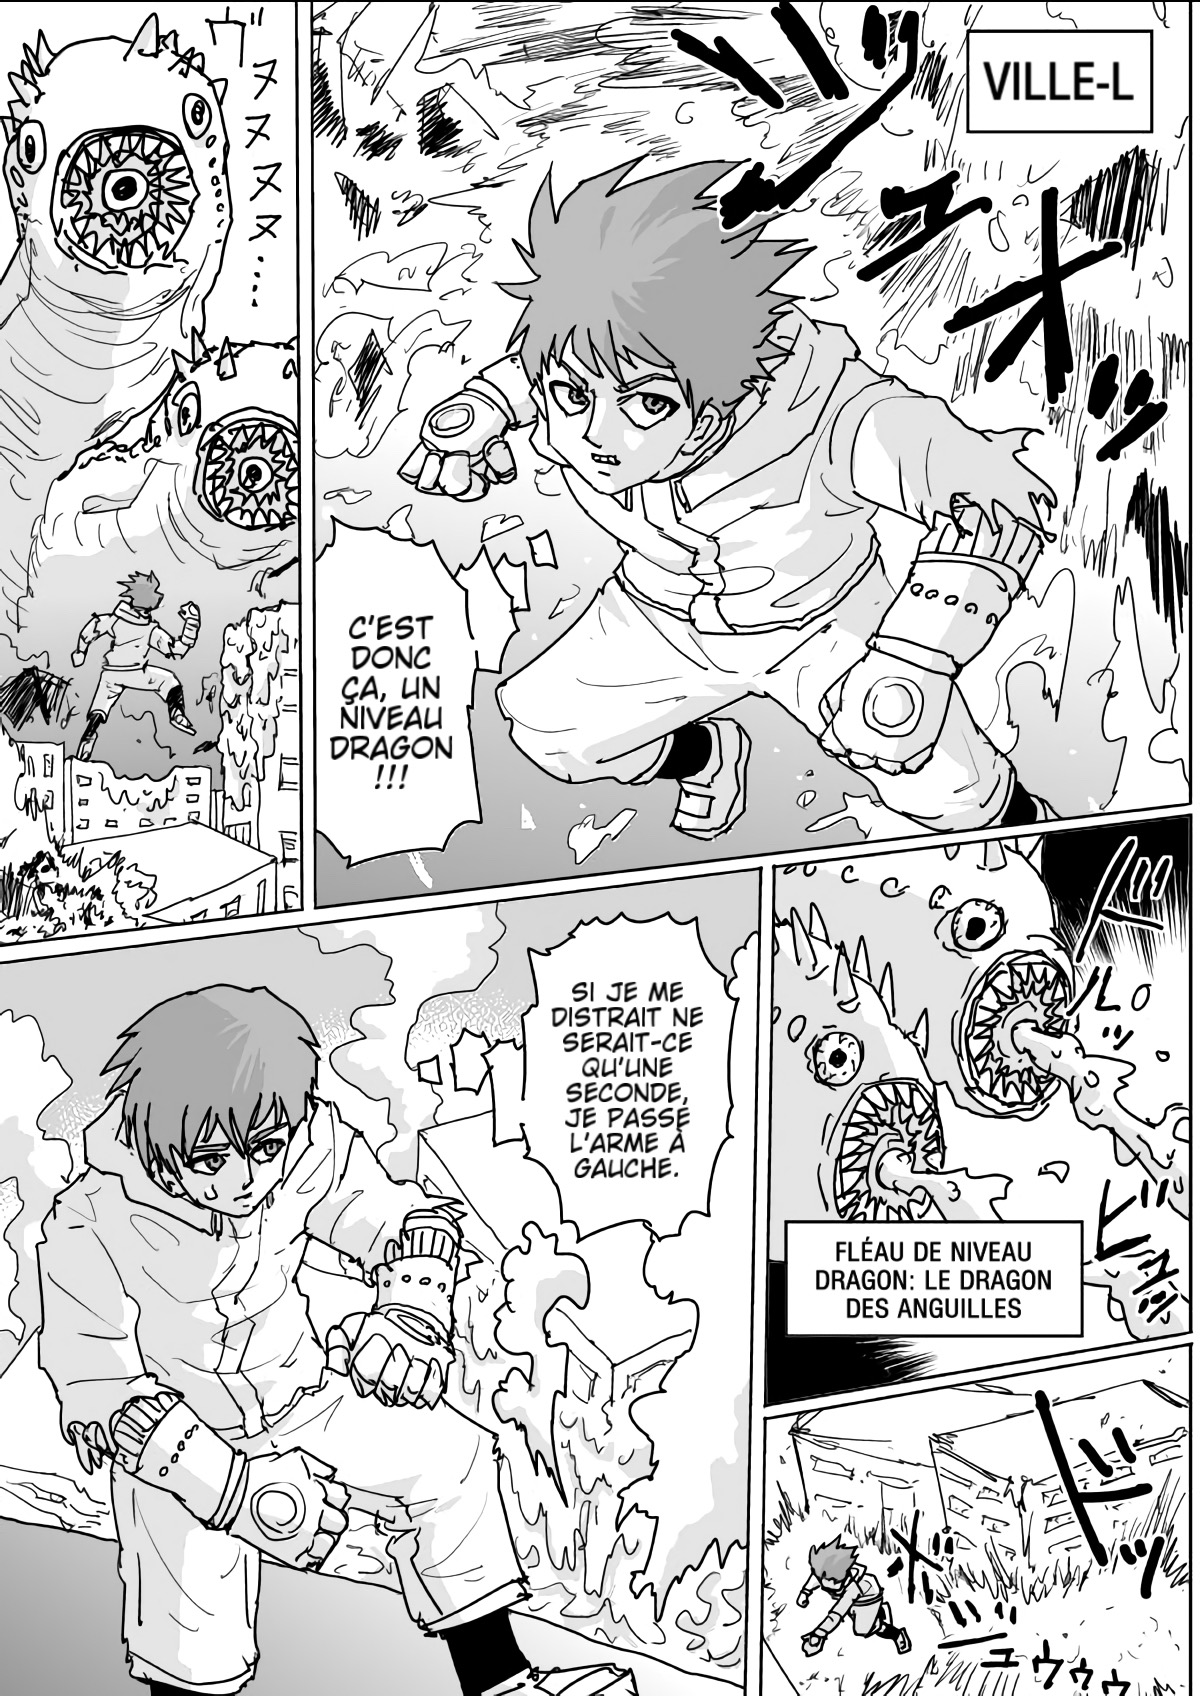 VILLE-L
C'EST
DONC
ÇA, UN
NIVEAU
DRAGON
!!!
ヌヌヌヌ‥‥
FLÉAU DE NIVEAU
DRAGON: LE DRAGON
DES ANGUILLES
SI JE ME
DISTRAIT NE
SERAIT-CE
QU'UNE
SECONDE,
JE PASSE
L'ARME À
GAUCHE.